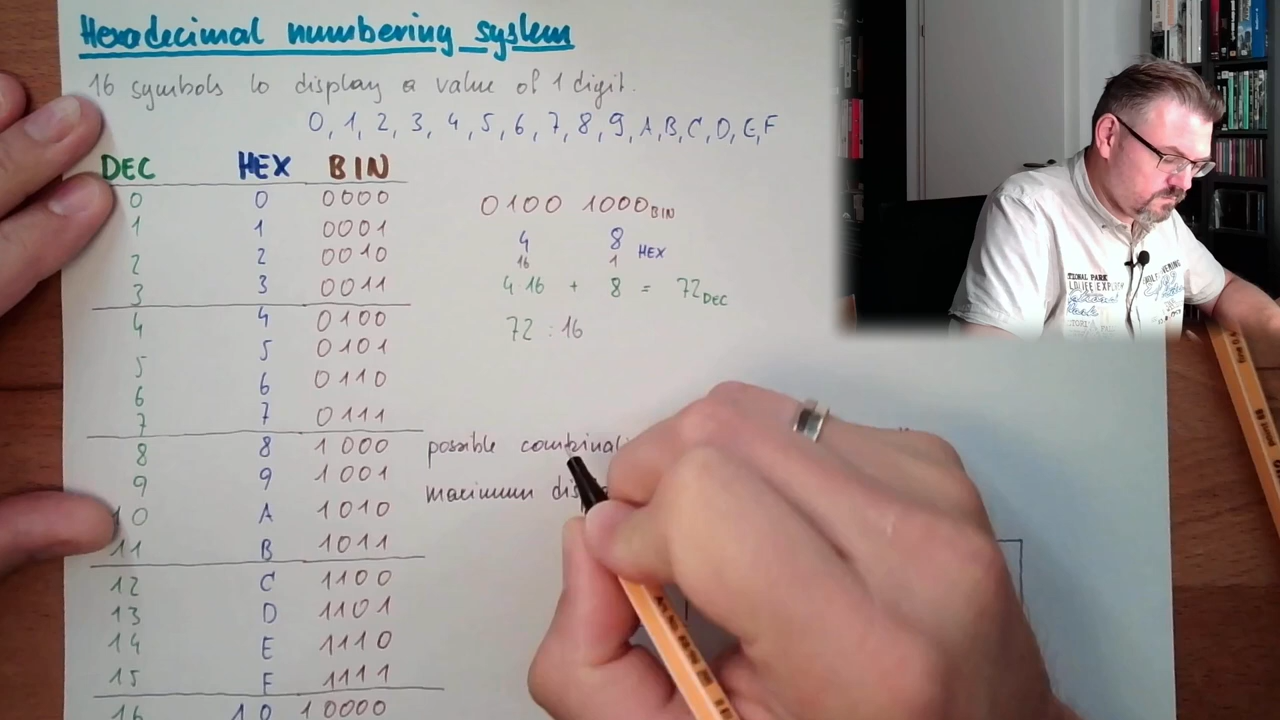 Hexadecimal numbering system
16 symbols to display a value of 1 digit.
0, 1, 2, 3, 4, 5, 6, 7, 8, 9, A, B, C, D, E, F
DEC HEX BIN
0 0 0000
1 1 0001
2 2 0010
3 3 0011
4 4 0100
5 5 0101
6 6 0110
7 7 0111
8 8 1000
9 9 1001
10 A 1010
11 B 1011
12 C 1100
13 D 1101
14 E 1110
15 F 1111
16 10 10000
0100 1000 BIN
4 8 HEX
16 1
4·16 + 8 = 72 DEC
72 : 16
possible
maximum